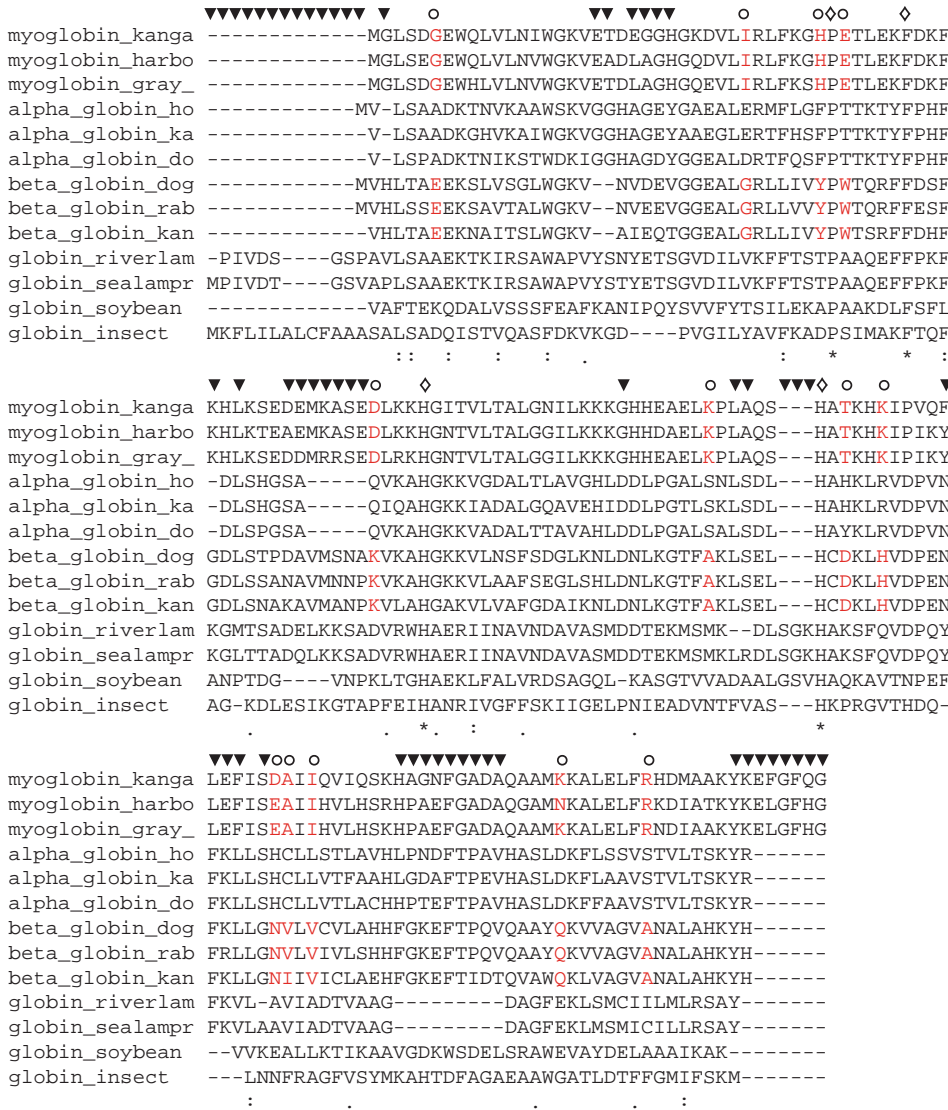 myoglobin_kanga -------------MGLSDGEWQLVLNIWGKVETDEGGHGKDVLIRLFKGHPETLEKFDKF
myoglobin_harbo -------------MGLSEGEWQLVLNVWGKVEADLAGHGQDVLIRLFKGHPETLEKFDKF
myoglobin_gray_ -------------MGLSDGEWHLVLNVWGKVETDLAGHGQEVLIRLFKSHPETLEKFDKF
alpha_globin_ho ------------MV-LSAADKTNVKAAWSKVGGHAGEYGAEALERMFLGFPTTKTYFPHF
alpha_globin_ka -------------V-LSAADKGHVKAIWGKVGGHAGEYAAEGLERTFHSFPTTKTYFPHF
alpha_globin_do -------------V-LSPADKTNIKSTWDKIGGHAGDYGGEALDRTFQSFPTTKTYFPHF
beta_globin_dog ------------MVHLTAEEKSLVSGLWGKV--NVDEVGGEALGRLLIVYPWTQRFFDSF
beta_globin_rab ------------MVHLSSEEKSAVTALWGKV--NVEEVGGEALGRLLVVYPWTQRFFESF
beta_globin_kan -------------VHLTAEEKNAITSLWGKV--AIEQTGGEALGRLLIVYPWTSRFFDHF
globin_riverlam -PIVDS----GSPAVLSAAEKTKIRSAWAPVYSNYETSGVDILVKFFTSTPAAQEFFPKF
globin_sealampr MPIVDT----GSVAPLSAAEKTKIRSAWAPVYSTYETSGVDILVKFFTSTPAAQEFFPKF
globin_soybean -------------VAFTEKQDALVSSSFEAFKANIPQYSVVFYTSILEKAPAAKDLFSFL
globin_insect MKFLILALCFAAASALSADQISTVQASFDKVKGD----PVGILYAVFKADPSIMAKFTQF
:: : : : . : * * :
myoglobin_kanga KHLKSEDEMKASEDLKKHGITVLTALGNILKKKGHHEAELKPLAQS---HATKHKIPVQF
myoglobin_harbo KHLKTEAEMKASEDLKKHGNTVLTALGGILKKKGHHDAELKPLAQS---HATKHKIPIKY
myoglobin_gray_ KHLKSEDDMRRSEDLRKHGNTVLTALGGILKKKGHHEAELKPLAQS---HATKHKIPIKY
alpha_globin_ho -DLSHGSA-----QVKAHGKKVGDALTLAVGHLDDLPGALSNLSDL---HAHKLRVDPVN
alpha_globin_ka -DLSHGSA-----QIQAHGKKIADALGQAVEHIDDLPGTLSKLSDL---HAHKLRVDPVN
alpha_globin_do -DLSPGSA-----QVKAHGKKVADALTTAVAHLDDLPGALSALSDL---HAYKLRVDPVN
beta_globin_dog GDLSTPDAVMSNAKVKAHGKKVLNSFSDGLKNLDNLKGTFAKLSEL---HCDKLHVDPEN
beta_globin_rab GDLSSANAVMNNPKVKAHGKKVLAAFSEGLSHLDNLKGTFAKLSEL---HCDKLHVDPEN
beta_globin_kan GDLSNAKAVMANPKVLAHGAKVLVAFGDAIKNLDNLKGTFAKLSEL---HCDKLHVDPEN
globin_riverlam KGMTSADELKKSADVRWHAERIINAVNDAVASMDDTEKMSMK--DLSGKHAKSFQVDPQY
globin_sealampr KGLTTADQLKKSADVRWHAERIINAVNDAVASMDDTEKMSMKLRDLSGKHAKSFQVDPQY
globin_soybean ANPTDG----VNPKLTGHAEKLFALVRDSAGQL-KASGTVVADAALGSVHAQKAVTNPEF
globin_insect AG-KDLESIKGTAPFEIHANRIVGFFSKIIGELPNIEADVNTFVAS---HKPRGVTHDQ-
. . *. : . . *
myoglobin_kanga LEFISDAIIQVIQSKHAGNFGADAQAAMKKALELFRHDMAAKYKEFGFQG
myoglobin_harbo LEFISEAIIHVLHSRHPAEFGADAQGAMNKALELFRKDIATKYKELGFHG
myoglobin_gray_ LEFISEAIIHVLHSKHPAEFGADAQAAMKKALELFRNDIAAKYKELGFHG
alpha_globin_ho FKLLSHCLLSTLAVHLPNDFTPAVHASLDKFLSSVSTVLTSKYR------
alpha_globin_ka FKLLSHCLLVTFAAHLGDAFTPEVHASLDKFLAAVSTVLTSKYR------
alpha_globin_do FKLLSHCLLVTLACHHPTEFTPAVHASLDKFFAAVSTVLTSKYR------
beta_globin_dog FKLLGNVLVCVLAHHFGKEFTPQVQAAYQKVVAGVANALAHKYH------
beta_globin_rab FRLLGNVLVIVLSHHFGKEFTPQVQAAYQKVVAGVANALAHKYH------
beta_globin_kan FKLLGNIIVICLAEHFGKEFTIDTQVAWQKLVAGVANALAHKYH------
globin_riverlam FKVL-AVIADTVAAG---------DAGFEKLSMCIILMLRSAY-------
globin_sealampr FKVLAAVIADTVAAG---------DAGFEKLMSMICILLRSAY-------
globin_soybean --VVKEALLKTIKAAVGDKWSDELSRAWEVAYDELAAAIKAK--------
globin_insect ---LNNFRAGFVSYMKAHTDFAGAEAAWGATLDTFFGMIFSKM-------
: . . . :